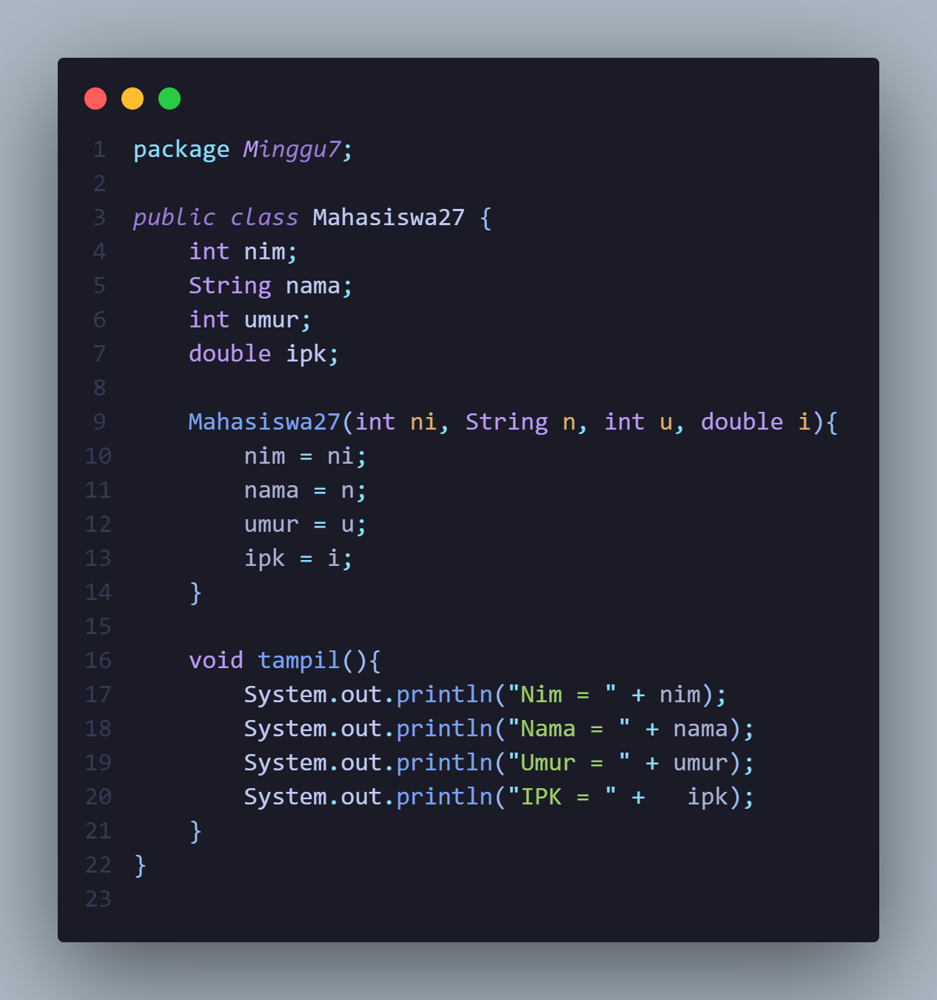 1 package Minggu7;
2
3 public class Mahasiswa27 {
4     int nim;
5     String nama;
6     int umur;
7     double ipk;
8
9     Mahasiswa27(int ni, String n, int u, double i){
10         nim = ni;
11         nama = n;
12         umur = u;
13         ipk = i;
14     }
15
16     void tampil(){
17         System.out.println("Nim = " + nim);
18         System.out.println("Nama = " + nama);
19         System.out.println("Umur = " + umur);
20         System.out.println("IPK = " +   ipk);
21     }
22 }
23